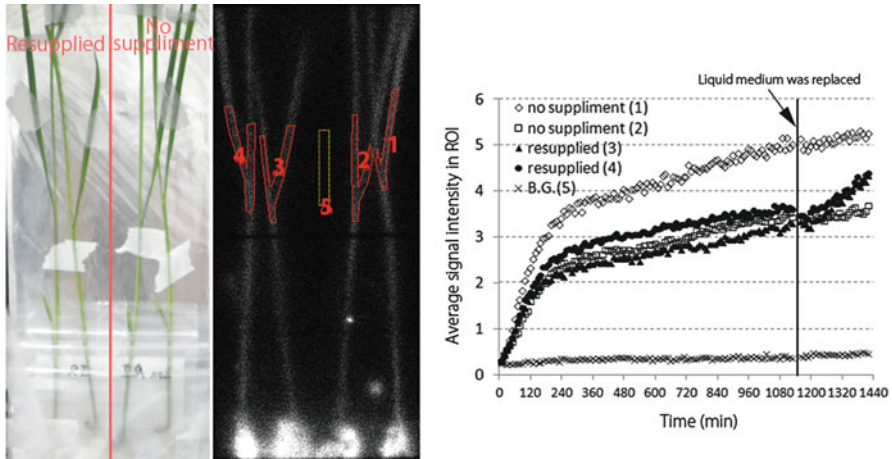 Resupplied
No
suppliment
4
3
2
1
5
Liquid medium was replaced
6
5
4
3
2
1
0
Average signal intensity in ROI
no suppliment (1)
no suppliment (2)
resupplied (3)
resupplied (4)
B.G.(5)
0 120 240 360 480 600 720 840 960 1080 1200 1320 1440
Time (min)